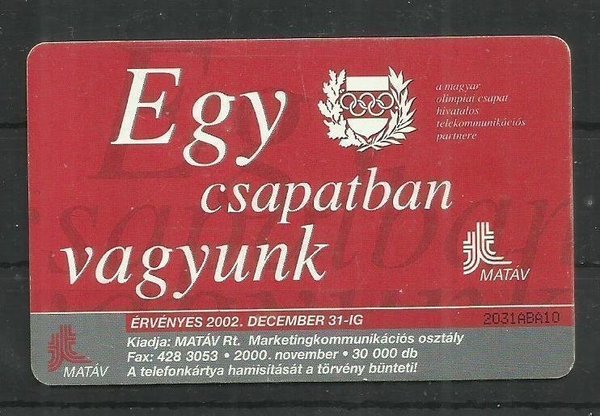 Egy
csapatban
vagyunk
a magyar
olimpiai csapat
hivatalos
telekommunikációs
partnere
MATÁV
2031ABA10
ÉRVÉNYES 2002. DECEMBER 31-IG
Kiadja: MATÁV Rt. Marketingkommunikációs osztály
Fax: 428 3053 • 2000. november • 30 000 db
A telefonkártya hamisítását a törvény bünteti!
MATÁV